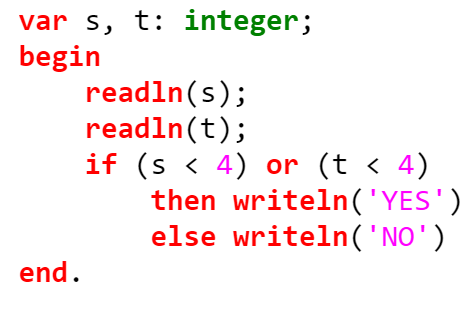 var s, t: integer;
begin
    readln(s);
    readln(t);
    if (s < 4) or (t < 4)
        then writeln('YES')
        else writeln('NO')
end.